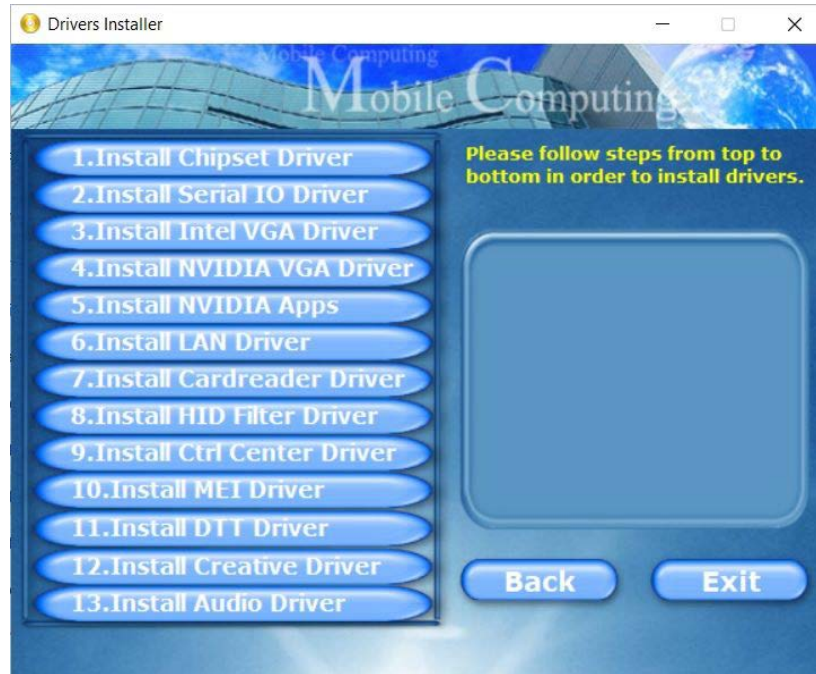 Drivers Installer
Mobile Computing
Mobile Computing
1.Install Chipset Driver
2.Install Serial IO Driver
3.Install Intel VGA Driver
4.Install NVIDIA VGA Driver
5.Install NVIDIA Apps
6.Install LAN Driver
7.Install Cardreader Driver
8.Install HID Filter Driver
9.Install Ctrl Center Driver
10.Install MEI Driver
11.Install DTT Driver
12.Install Creative Driver
13.Install Audio Driver
Please follow steps from top to
bottom in order to install drivers.
Back
Exit